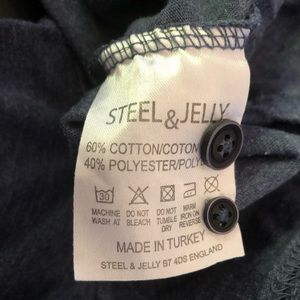 STEEL & JELLY
60% COTTON/COTON
40% POLYESTER/POLY
30
MACHINE WASH AT
DO NOT BLEACH
DO NOT TUMBLE DRY
WARM IRON ON REVERSE
MADE IN TURKEY
STEEL & JELLY B7 4DS ENGLAND